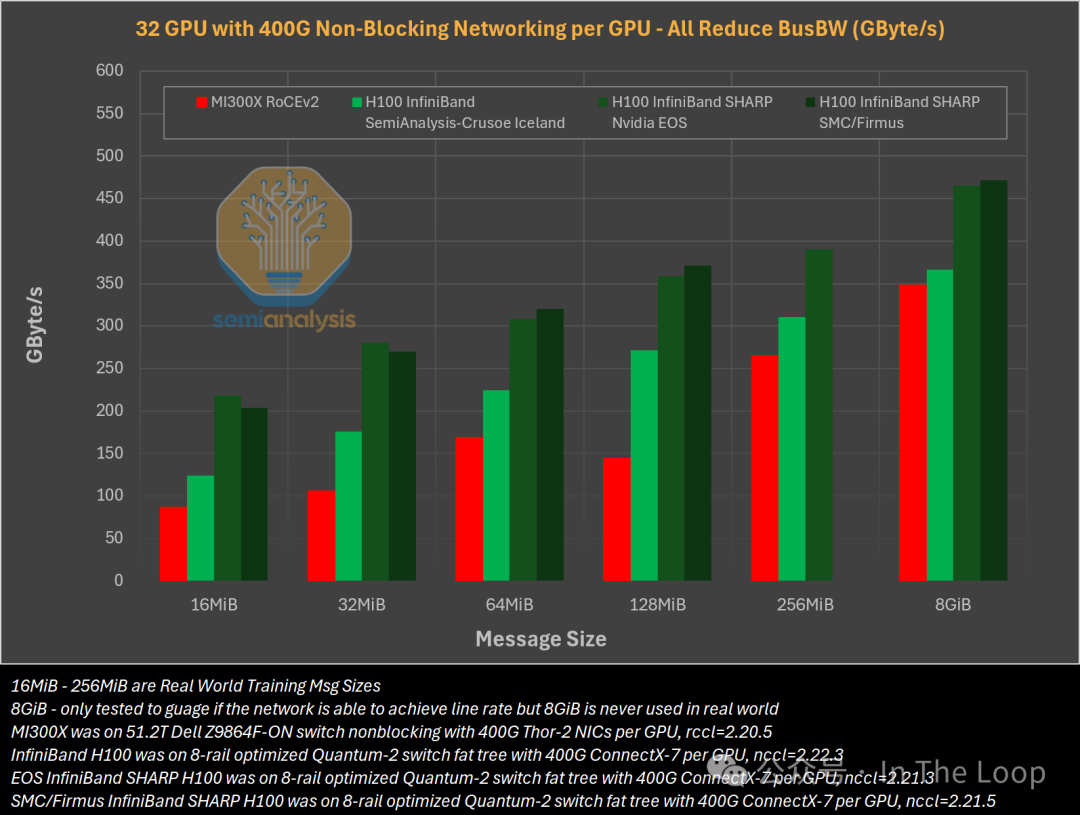 32 GPU with 400G Non-Blocking Networking per GPU - All Reduce BusBW (GByte/s)
600
550
500
450
400
350
300
250
200
150
100
50
0
GByte/s
MI300X RoCEv2
H100 InfiniBand
SemiAnalysis-Crusoe Iceland
H100 InfiniBand SHARP
Nvidia EOS
H100 InfiniBand SHARP
SMC/Firmus
semianalysis
16MiB
32MiB
64MiB
128MiB
256MiB
8GiB
Message Size
16MiB - 256MiB are Real World Training Msg Sizes
8GiB - only tested to guage if the network is able to achieve line rate but 8GiB is never used in real world
MI300X was on 51.2T Dell Z9864F-ON switch nonblocking with 400G Thor-2 NICs per GPU, rccl=2.20.5
InfiniBand H100 was on 8-rail optimized Quantum-2 switch fat tree with 400G ConnectX-7 per GPU, nccl=2.22.3
EOS InfiniBand SHARP H100 was on 8-rail optimized Quantum-2 switch fat tree with 400G ConnectX-7 per GPU, nccl=2.21.3
SMC/Firmus InfiniBand SHARP H100 was on 8-rail optimized Quantum-2 switch fat tree with 400G ConnectX-7 per GPU, nccl=2.21.5
公众号 · In The Loop